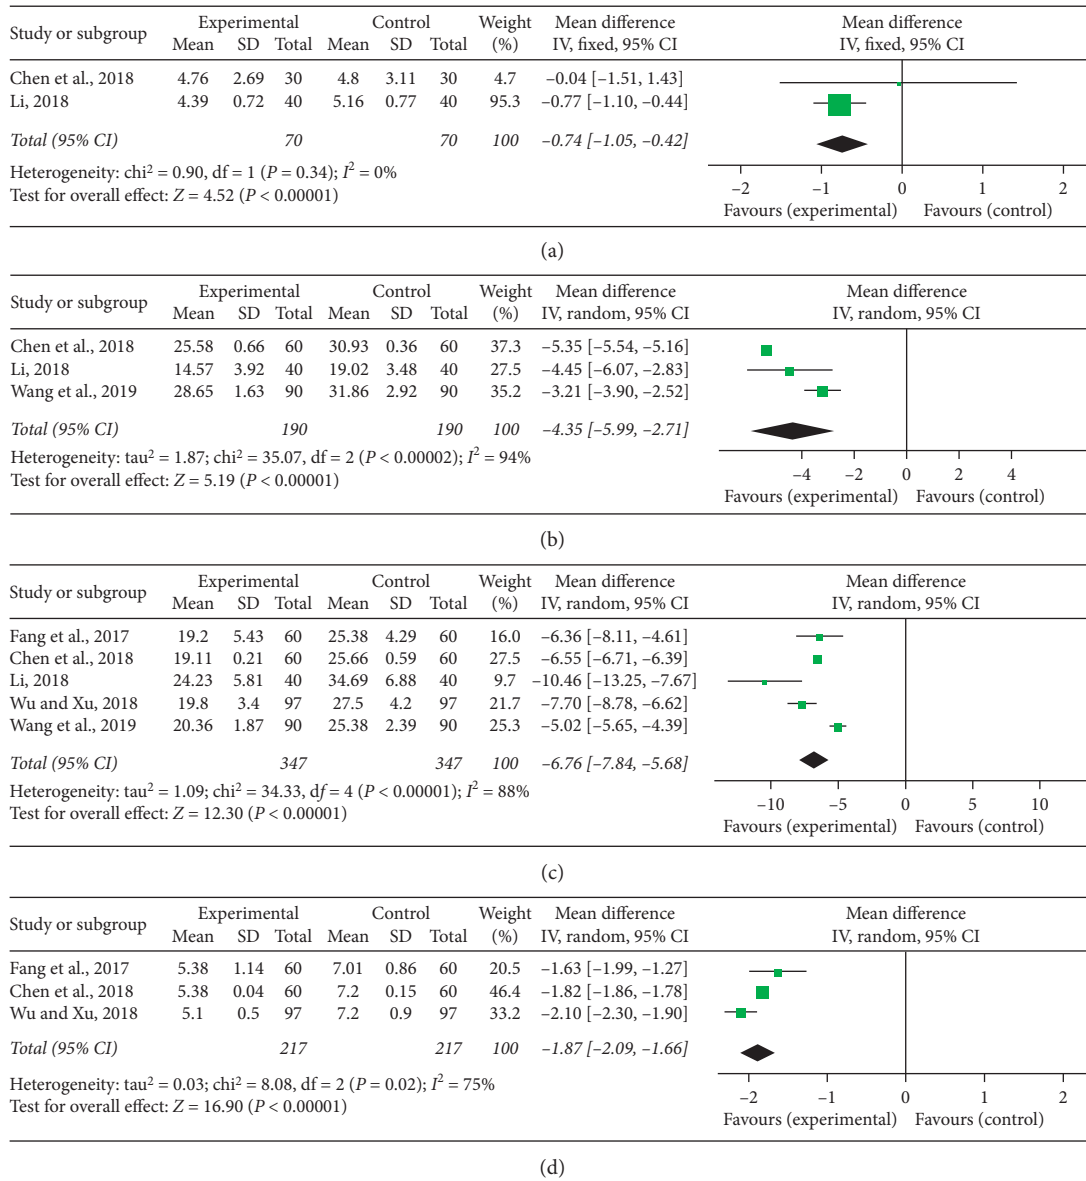 Study or subgroup Experimental Control Weight Mean difference Mean difference
Mean SD Total Mean SD Total (%) IV, fixed, 95% CI IV, fixed, 95% CI
Chen et al., 2018 4.76 2.69 30 4.8 3.11 30 4.7 –0.04 [–1.51, 1.43]
Li, 2018 4.39 0.72 40 5.16 0.77 40 95.3 –0.77 [–1.10, –0.44]
Total (95% CI) 70 70 100 –0.74 [–1.05, –0.42]
Heterogeneity: chi² = 0.90, df = 1 (P = 0.34); I² = 0%
Test for overall effect: Z = 4.52 (P < 0.00001)
–2 –1 0 1 2
Favours (experimental) Favours (control)
(a)
Study or subgroup Experimental Control Weight Mean difference Mean difference
Mean SD Total Mean SD Total (%) IV, random, 95% CI IV, random, 95% CI
Chen et al., 2018 25.58 0.66 60 30.93 0.36 60 37.3 –5.35 [–5.54, –5.16]
Li, 2018 14.57 3.92 40 19.02 3.48 40 27.5 –4.45 [–6.07, –2.83]
Wang et al., 2019 28.65 1.63 90 31.86 2.92 90 35.2 –3.21 [–3.90, –2.52]
Total (95% CI) 190 190 100 –4.35 [–5.99, –2.71]
Heterogeneity: tau² = 1.87; chi² = 35.07, df = 2 (P < 0.00002); I² = 94%
Test for overall effect: Z = 5.19 (P < 0.00001)
–4 –2 0 2 4
Favours (experimental) Favours (control)
(b)
Study or subgroup Experimental Control Weight Mean difference Mean difference
Mean SD Total Mean SD Total (%) IV, random, 95% CI IV, random, 95% CI
Fang et al., 2017 19.2 5.43 60 25.38 4.29 60 16.0 –6.36 [–8.11, –4.61]
Chen et al., 2018 19.11 0.21 60 25.66 0.59 60 27.5 –6.55 [–6.71, –6.39]
Li, 2018 24.23 5.81 40 34.69 6.88 40 9.7 –10.46 [–13.25, –7.67]
Wu and Xu, 2018 19.8 3.4 97 27.5 4.2 97 21.7 –7.70 [–8.78, –6.62]
Wang et al., 2019 20.36 1.87 90 25.38 2.39 90 25.3 –5.02 [–5.65, –4.39]
Total (95% CI) 347 347 100 –6.76 [–7.84, –5.68]
Heterogeneity: tau² = 1.09; chi² = 34.33, df = 4 (P < 0.00001); I² = 88%
Test for overall effect: Z = 12.30 (P < 0.00001)
–10 –5 0 5 10
Favours (experimental) Favours (control)
(c)
Study or subgroup Experimental Control Weight Mean difference Mean difference
Mean SD Total Mean SD Total (%) IV, random, 95% CI IV, random, 95% CI
Fang et al., 2017 5.38 1.14 60 7.01 0.86 60 20.5 –1.63 [–1.99, –1.27]
Chen et al., 2018 5.38 0.04 60 7.2 0.15 60 46.4 –1.82 [–1.86, –1.78]
Wu and Xu, 2018 5.1 0.5 97 7.2 0.9 97 33.2 –2.10 [–2.30, –1.90]
Total (95% CI) 217 217 100 –1.87 [–2.09, –1.66]
Heterogeneity: tau² = 0.03; chi² = 8.08, df = 2 (P = 0.02); I² = 75%
Test for overall effect: Z = 16.90 (P < 0.00001)
–2 –1 0 1 2
Favours (experimental) Favours (control)
(d)